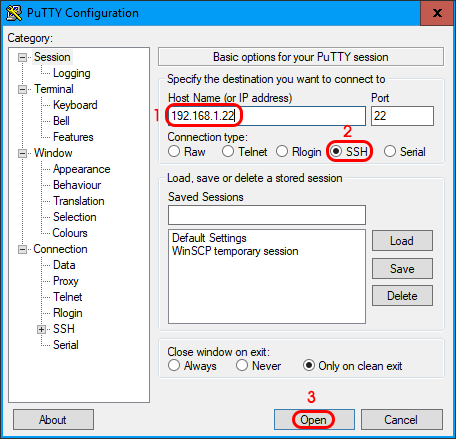 PuTTY Configuration
X
Category:
Session
Logging
Terminal
Keyboard
Bell
Features
Window
Appearance
Behaviour
Translation
Selection
Colours
Connection
Data
Proxy
Telnet
Rlogin
SSH
Serial
Basic options for your PuTTY session
Specify the destination you want to connect to
Host Name (or IP address) Port
1 192.168.1.22 22
2
Connection type:
Raw Telnet Rlogin SSH Serial
Load, save or delete a stored session
Saved Sessions
Default Settings
WinSCP temporary session
Load
Save
Delete
Close window on exit:
Always Never Only on clean exit
3
About Open Cancel